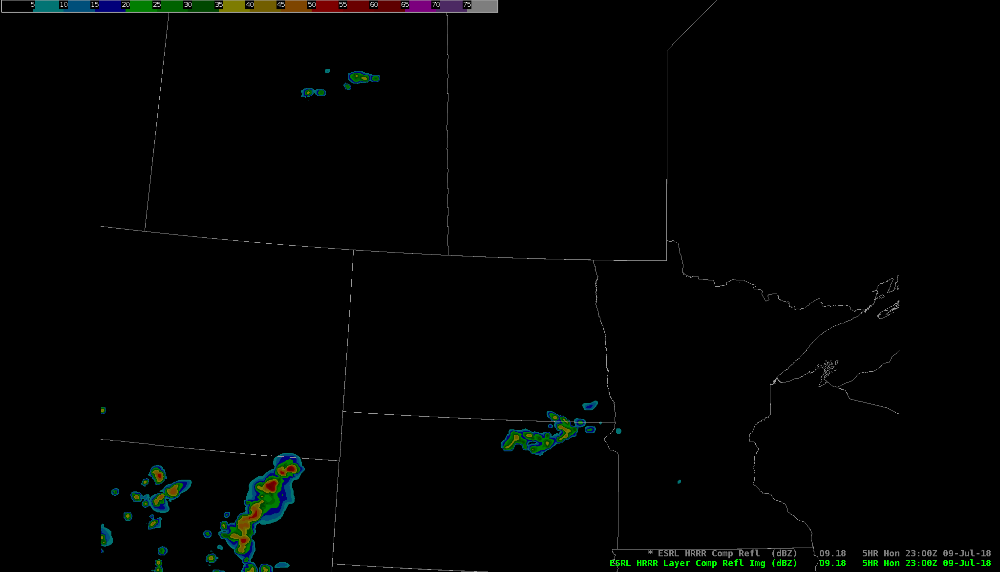 5 10 15 20 25 30 35 40 45 50 55 60 65 70 75
* ESRL HRRR Comp Refl (dBZ) 09.18 5HR Mon 23:00Z 09-Jul-18
ESRL HRRR Layer Comp Refl Img (dBZ) 09.18 5HR Mon 23:00Z 09-Jul-18